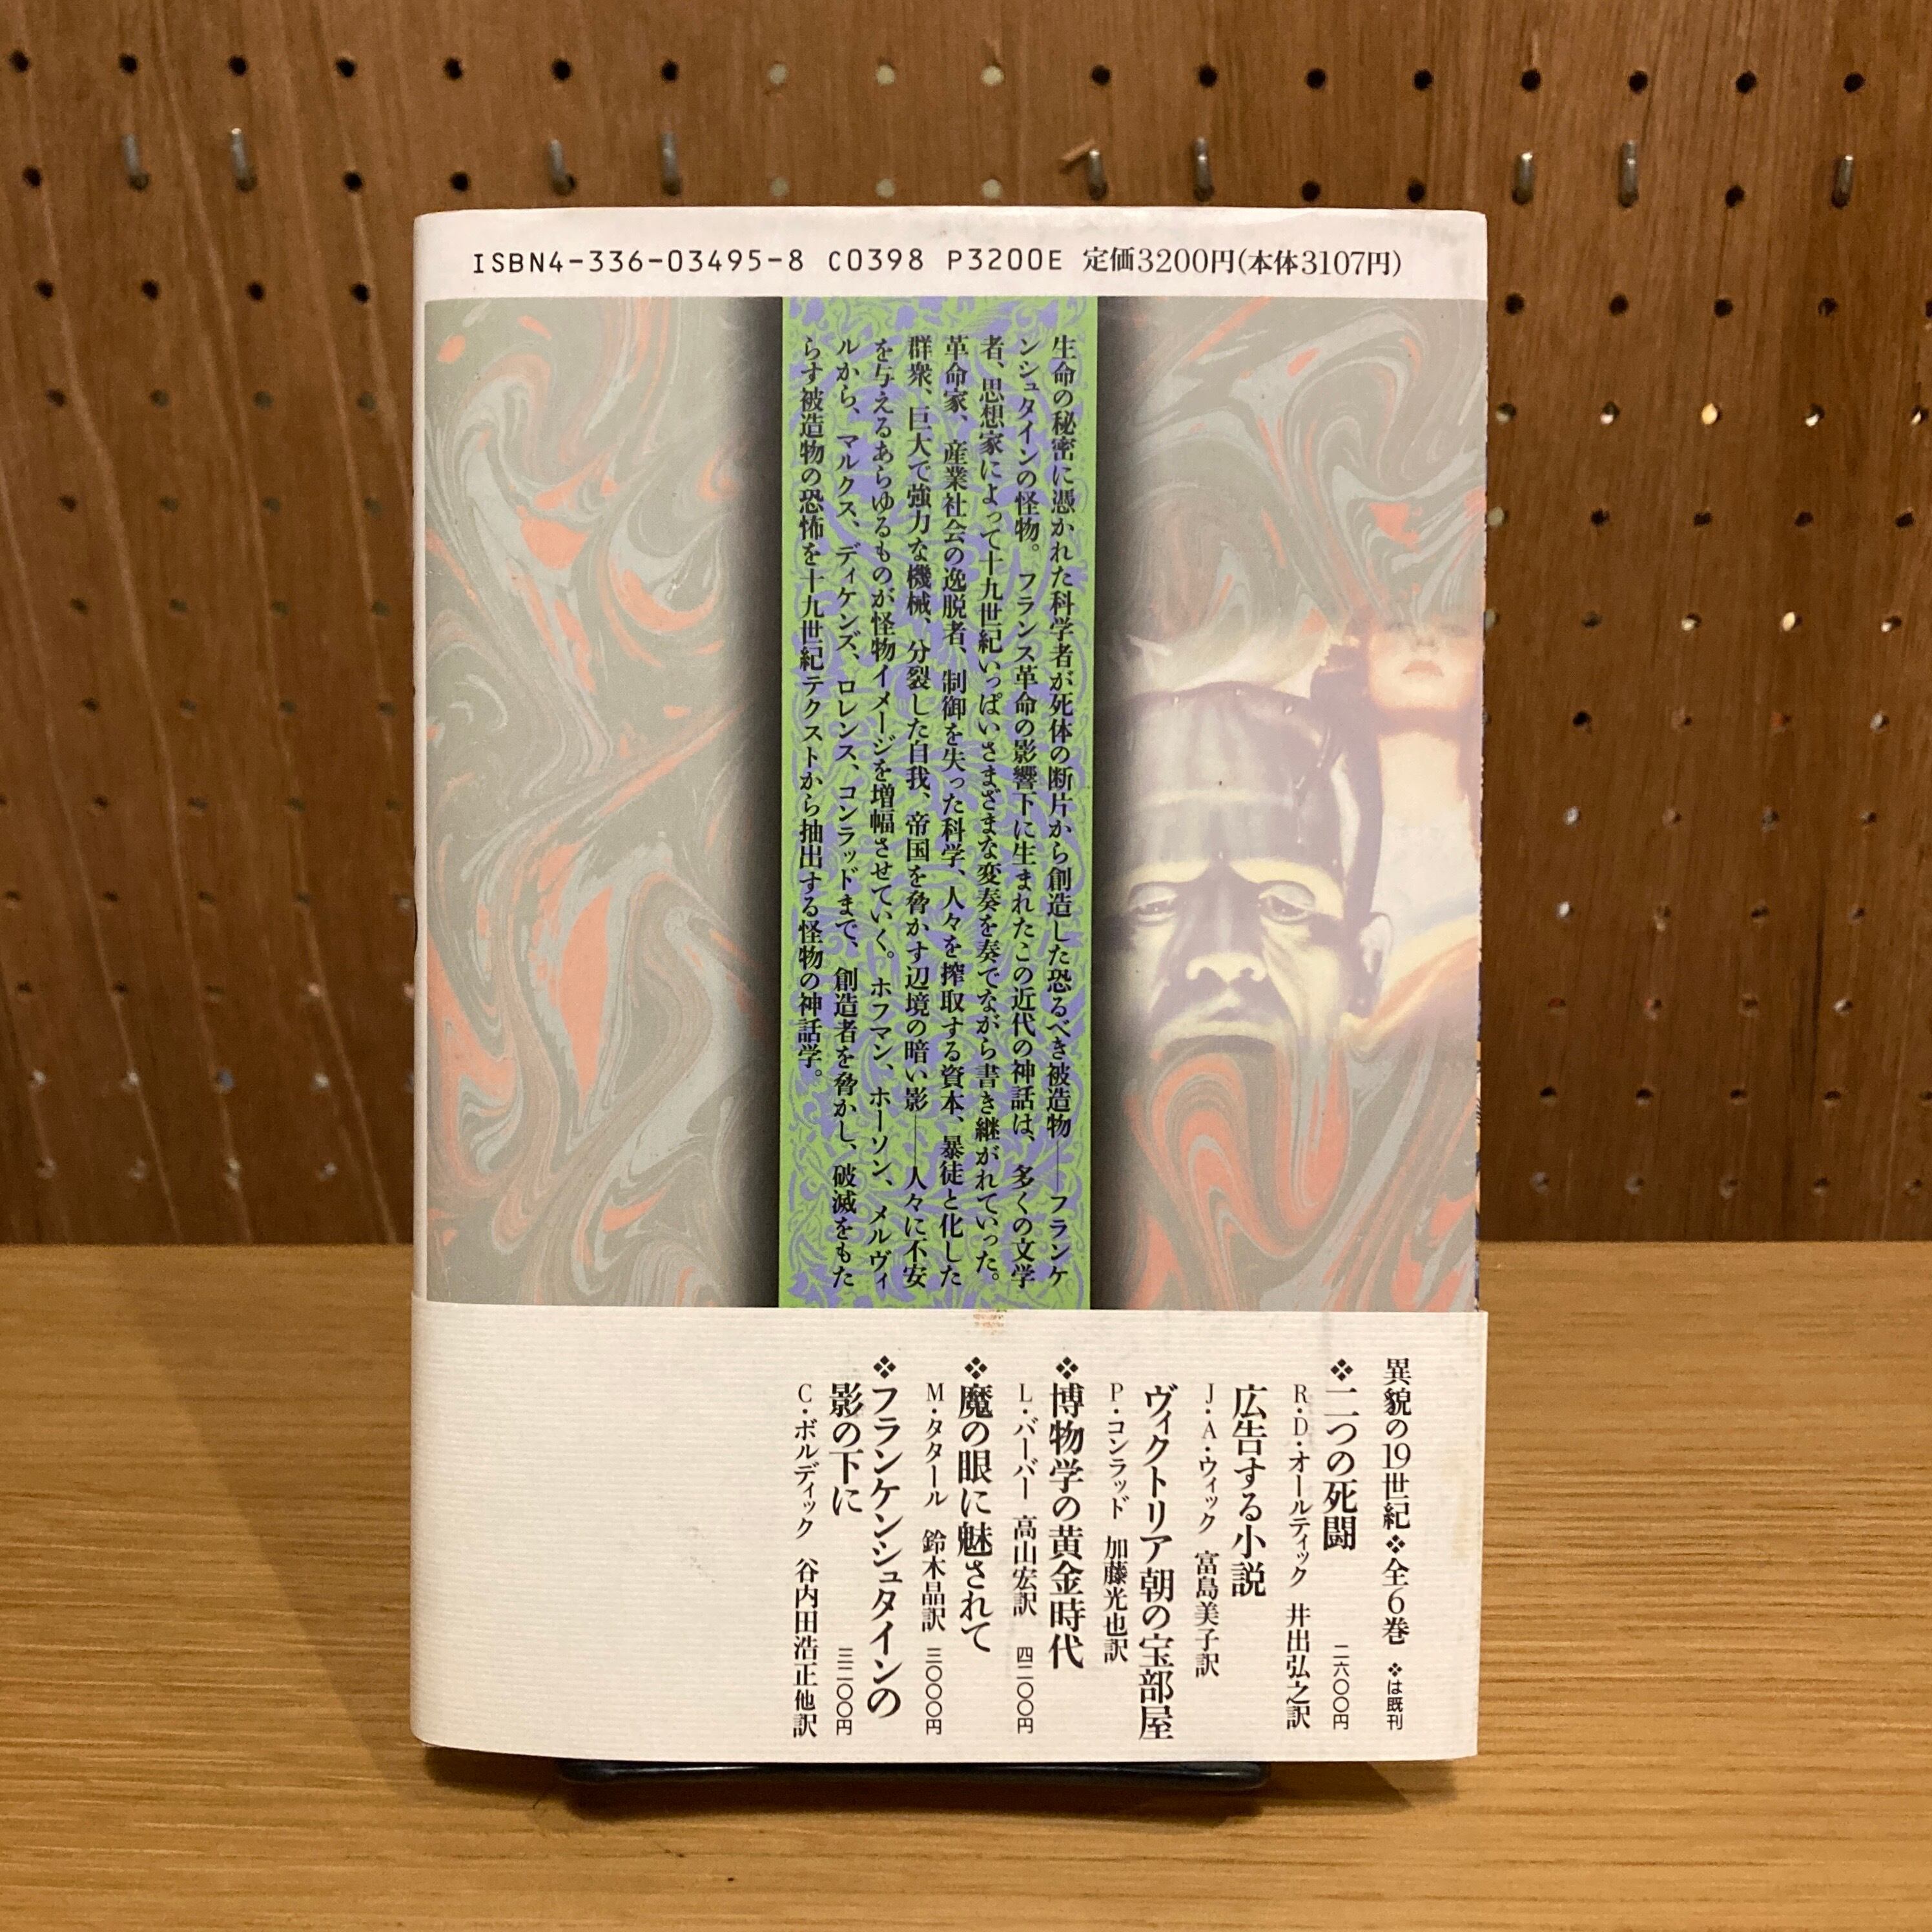 ISBN4-336-03495-8 C0398 P3200E 定価3200円(本体3107円)
生命の秘密に憑かれた科学者が死体の断片から創造した恐るべき被造物――フランケ
ンシュタインの怪物。フランス革命の影響下に生まれたこの近代の神話は、多くの文学
者、思想家によって十九世紀いっぱいさまざまな変奏を奏でながら書き継がれていった。
革命家、産業社会の逸脱者、制御を失った科学、人々を搾取する資本、暴徒と化した
群衆、巨大で強力な機械、分裂した自我、帝国を脅かす辺境の暗い影――人々に不安
を与えるあらゆるものが怪物イメージを増幅させていく。ホフマン、ホーソン、メルヴィ
ルから、マルクス、ディケンズ、ロレンス、コンラッドまで、創造者を脅かし、破滅をもた
らす被造物の恐怖を十九世紀テクストから抽出する怪物の神話学。
異貌の19世紀❖全6巻 ❖は既刊
❖二つの死闘 二六〇〇円
R・D・オールティック 井出弘之訳
広告する小説
J・A・ウィック 富島美子訳
ヴィクトリア朝の宝部屋
P・コンラッド 加藤光也訳
❖博物学の黄金時代
L・バーバー 高山宏訳 四二〇〇円
❖魔の眼に魅されて
M・タタール 鈴木晶訳 三〇〇〇円
❖フランケンシュタインの
影の下に 三二〇〇円
C・ボルディック 谷内田浩正他訳